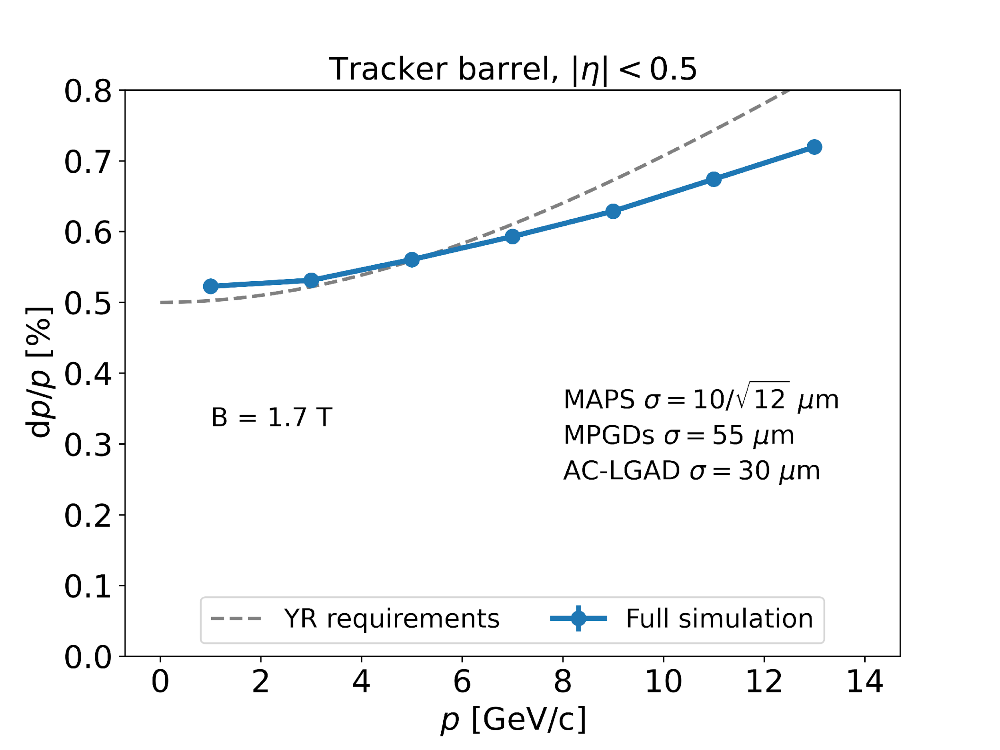 Tracker barrel, |η| < 0.5
0.8
0.7
0.6
0.5
0.4
0.3
0.2
0.1
0.0
dp/p [%]
B = 1.7 T
MAPS σ = 10/√12 μm
MPGDs σ = 55 μm
AC-LGAD σ = 30 μm
YR requirements Full simulation
0 2 4 6 8 10 12 14
p [GeV/c]